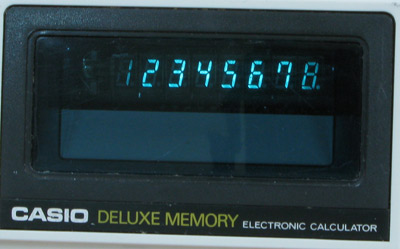 12345678.
CASIO DELUXE MEMORY ELECTRONIC CALCULATOR